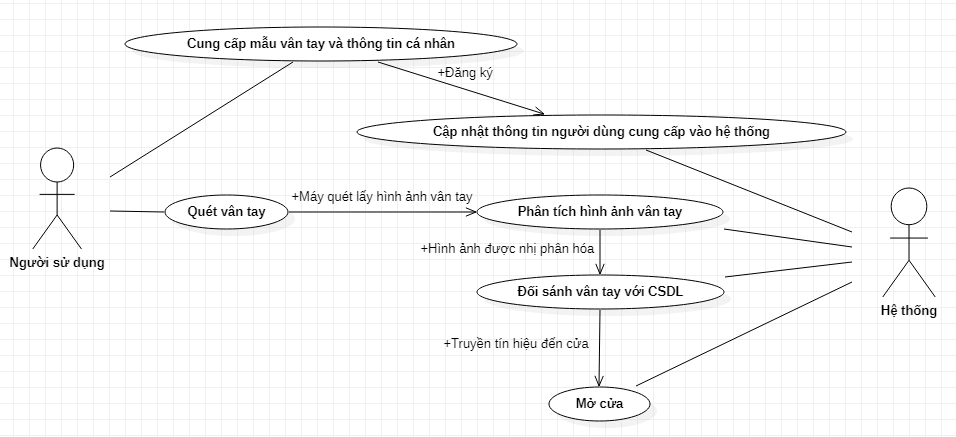 Cung cấp mẫu vân tay và thông tin cá nhân
+Đăng ký
Cập nhật thông tin người dùng cung cấp vào hệ thống
+Máy quét lấy hình ảnh vân tay
Quét vân tay
Phân tích hình ảnh vân tay
+Hình ảnh được nhị phân hóa
Người sử dụng
Đối sánh vân tay với CSDL
Hệ thống
+Truyền tín hiệu đến cửa
Mở cửa